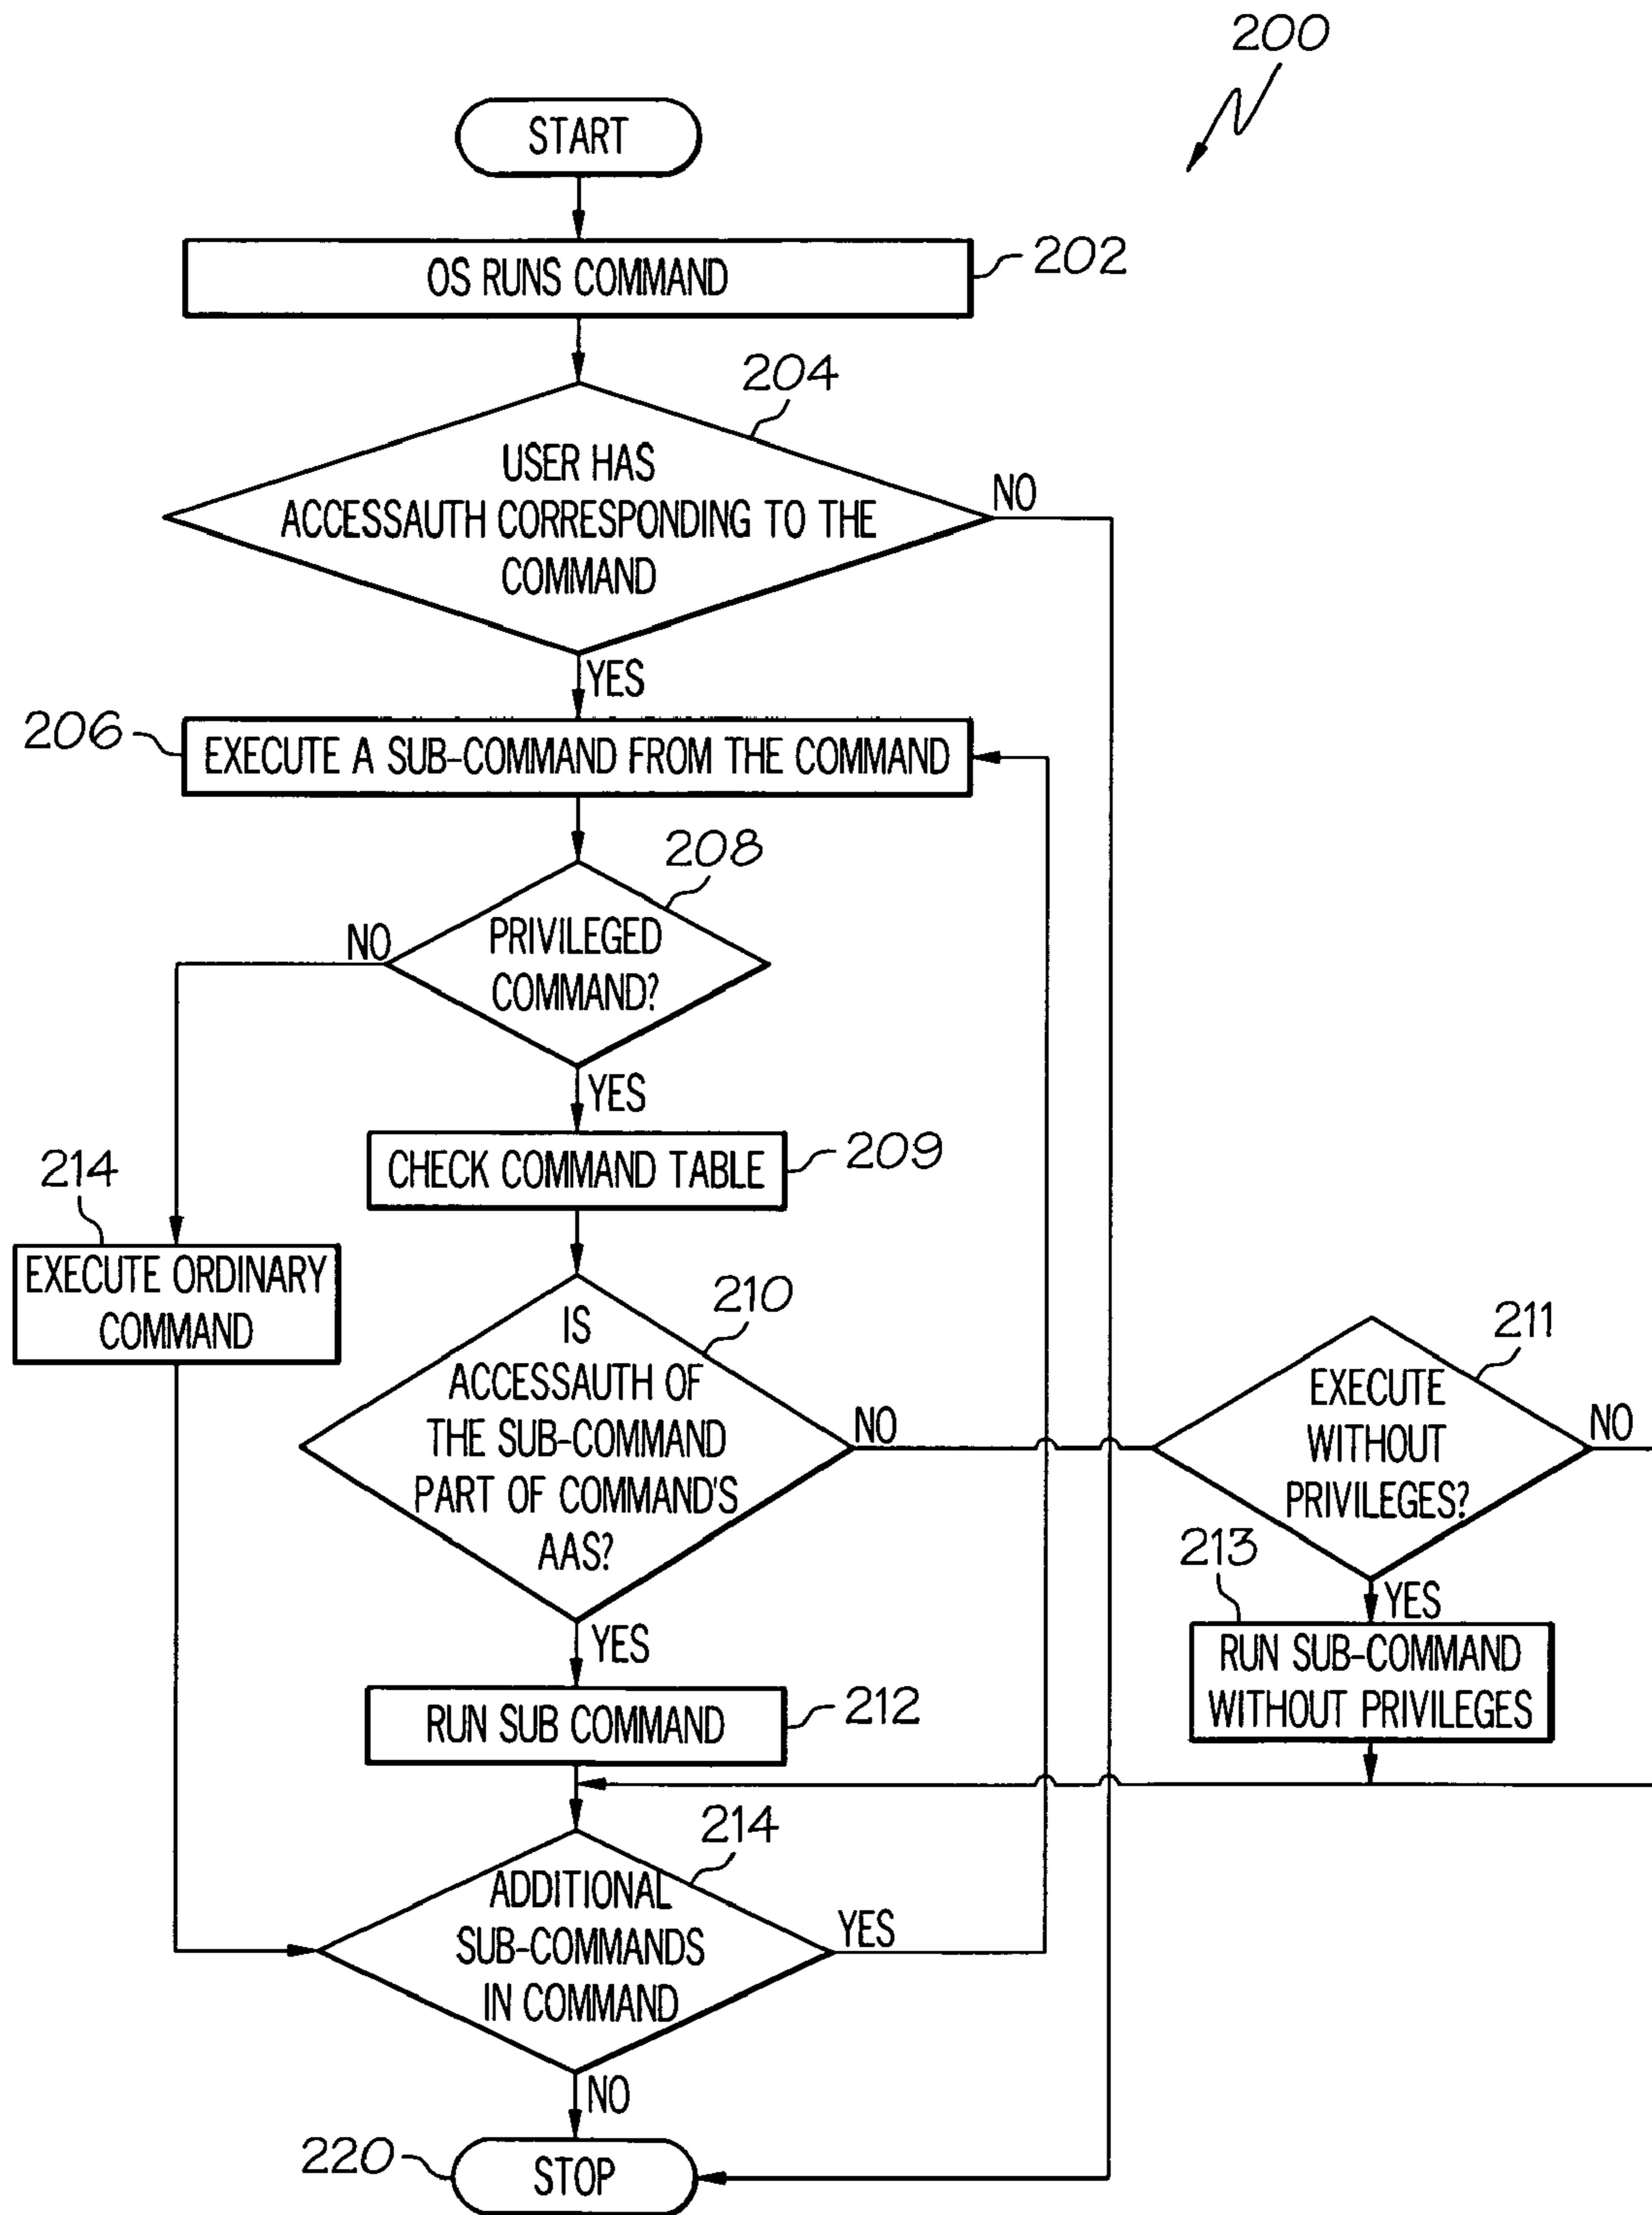 200
START
OS RUNS COMMAND
202
204
USER HAS
ACCESSAUTH CORRESPONDING TO THE
COMMAND
NO
YES
206
EXECUTE A SUB-COMMAND FROM THE COMMAND
208
PRIVILEGED
COMMAND?
NO
YES
CHECK COMMAND TABLE
209
214
EXECUTE ORDINARY
COMMAND
210
IS
ACCESSAUTH OF
THE SUB-COMMAND
PART OF COMMAND'S
AAS?
NO
YES
211
EXECUTE
WITHOUT
PRIVILEGES?
NO
YES
213
RUN SUB-COMMAND
WITHOUT PRIVILEGES
RUN SUB COMMAND
212
214
ADDITIONAL
SUB-COMMANDS
IN COMMAND
YES
NO
220
STOP